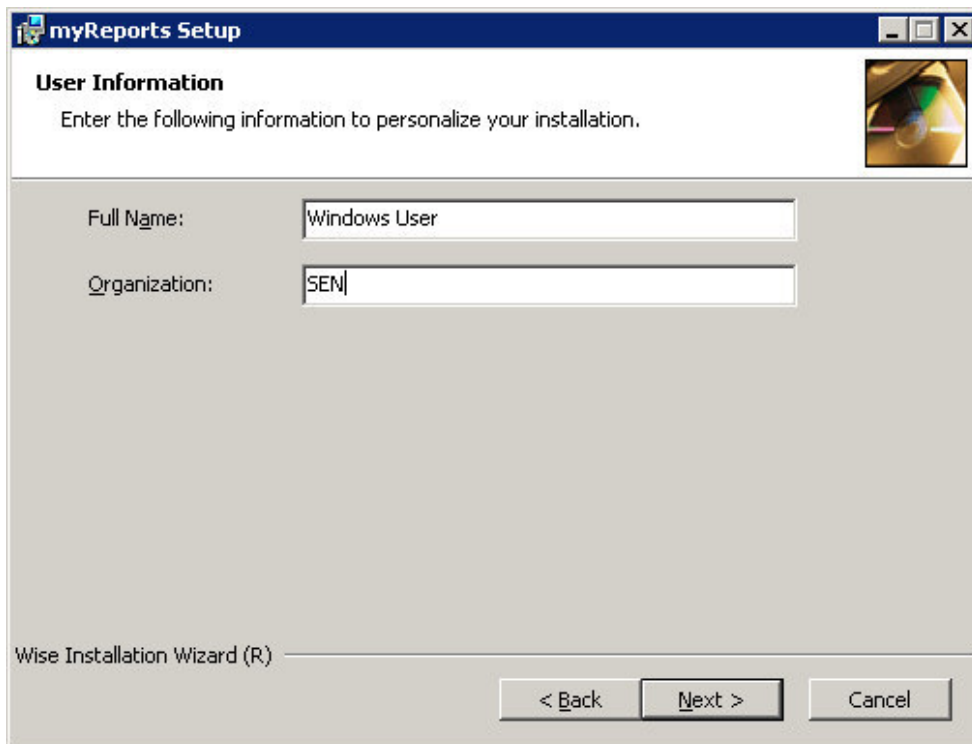 myReports Setup
User Information
Enter the following information to personalize your installation.
Full Name: Windows User
Organization: SEN
Wise Installation Wizard (R)
< Back Next > Cancel